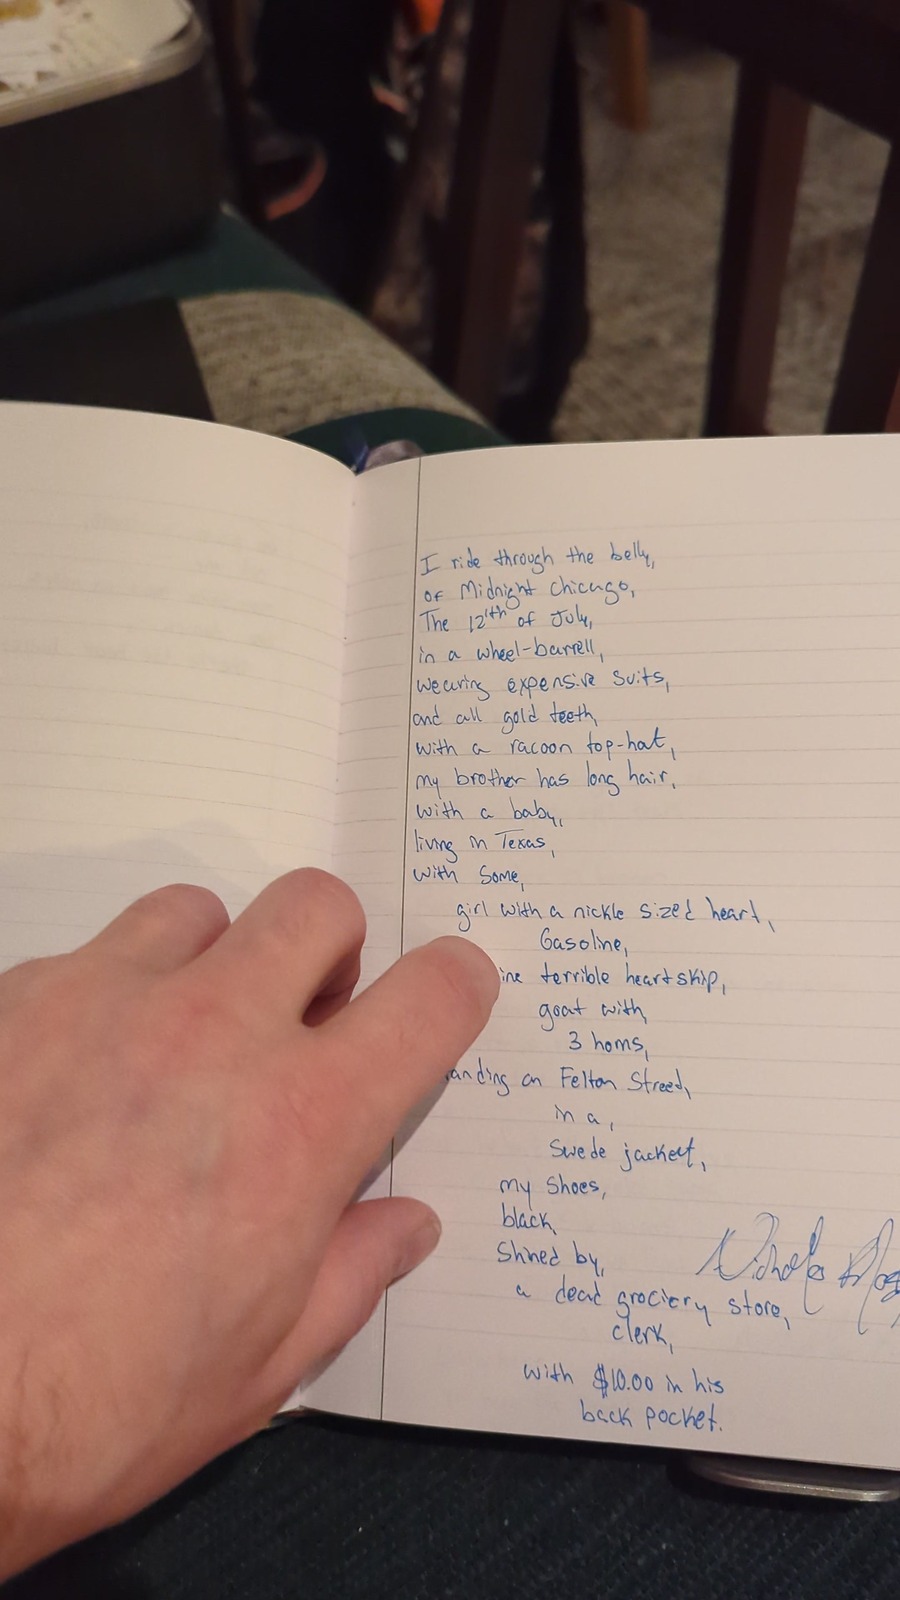 I ride through the belly,
of Midnight Chicago,
The 12th of July,
in a wheel-barrell,
wearing expensive suits,
and all gold teeth,
with a racoon top-hat,
my brother has long hair,
with a baby,
living in Texas,
with Some,
girl with a nickle sized heart,
Gasoline,
terrible heartskip,
goat with,
3 horns,
on Felton Streed,
in a,
Swede jackeet,
my Shoes,
black,
Shined by,
a dead grociery store,
clerk,
with $10.00 in his
back pocket.